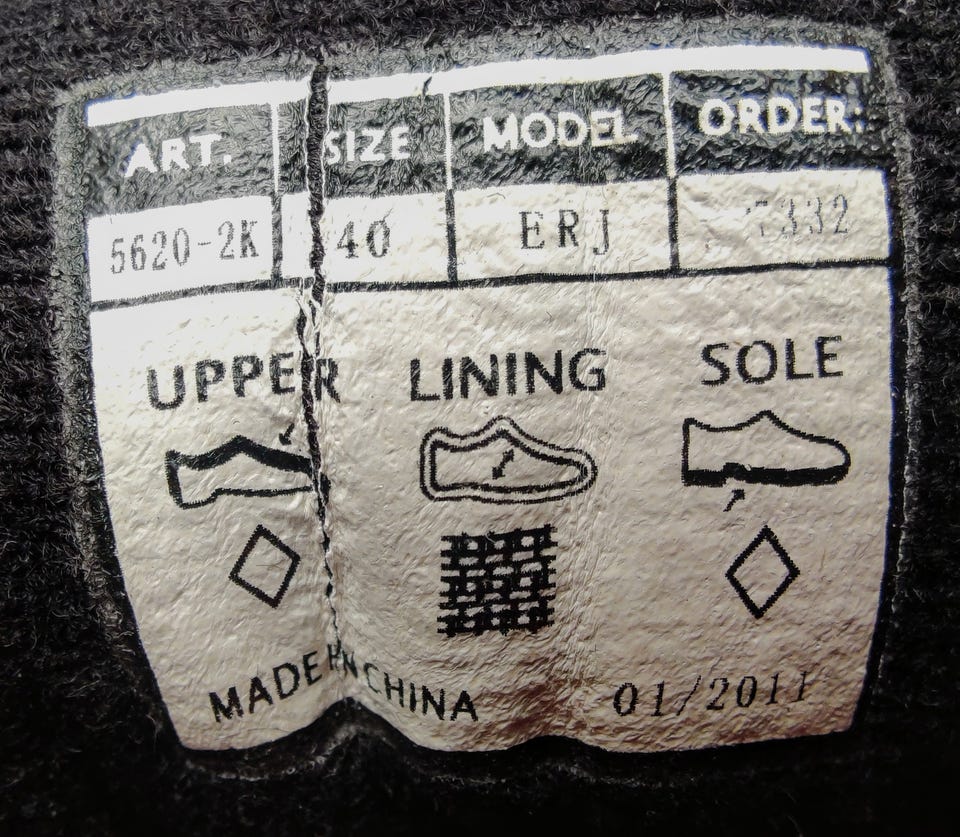 ART. SIZE MODEL ORDER:
5620-2K 40 ERJ
UPPER LINING SOLE
MADE IN CHINA 01/2011